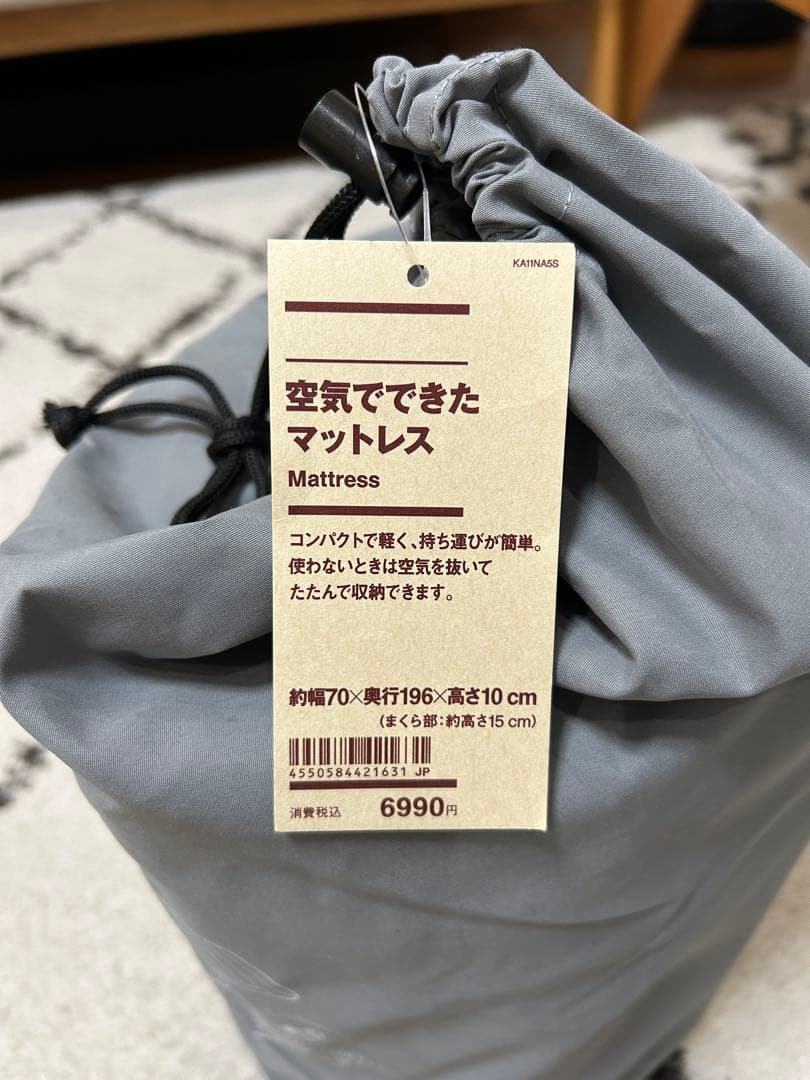 KA11NA5S
空気でできた
マットレス
Mattress
コンパクトで軽く、持ち運びが簡単。
使わないときは空気を抜いて
たたんで収納できます。
約幅70×奥行196×高さ10 cm
(まくら部:約高さ15 cm)
4550584421631 JP
消費税込 6990円